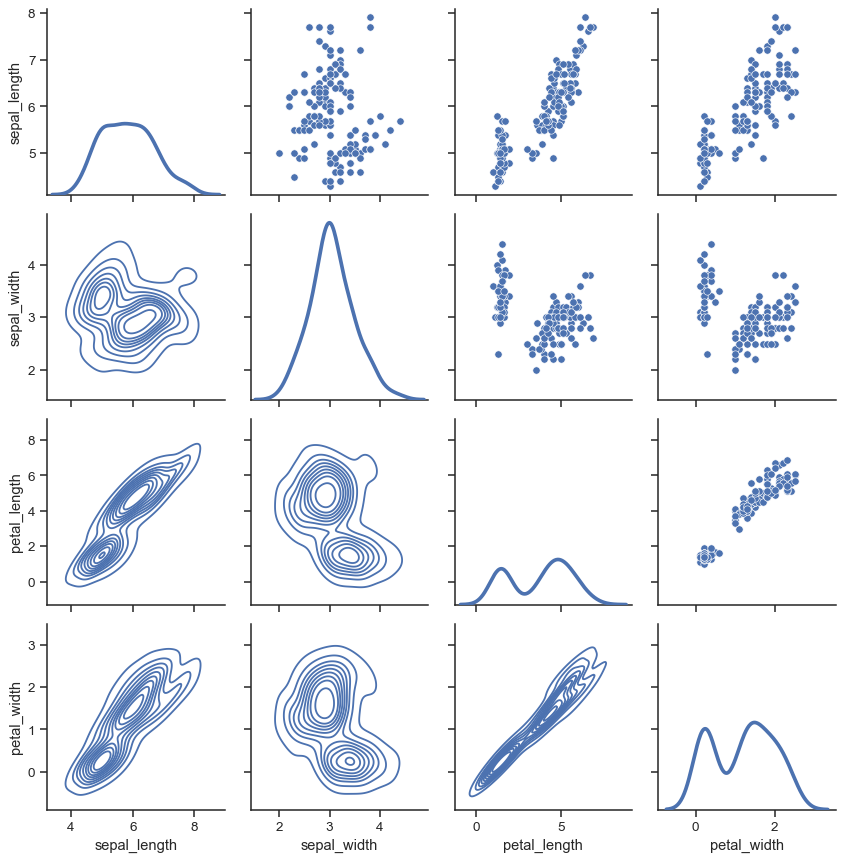 8
7
6
5
sepal_length
4
3
2
sepal_width
8
6
4
2
0
petal_length
3
2
1
0
petal_width
4 6 8
2 3 4
0 5
0 2
sepal_length sepal_width petal_length petal_width